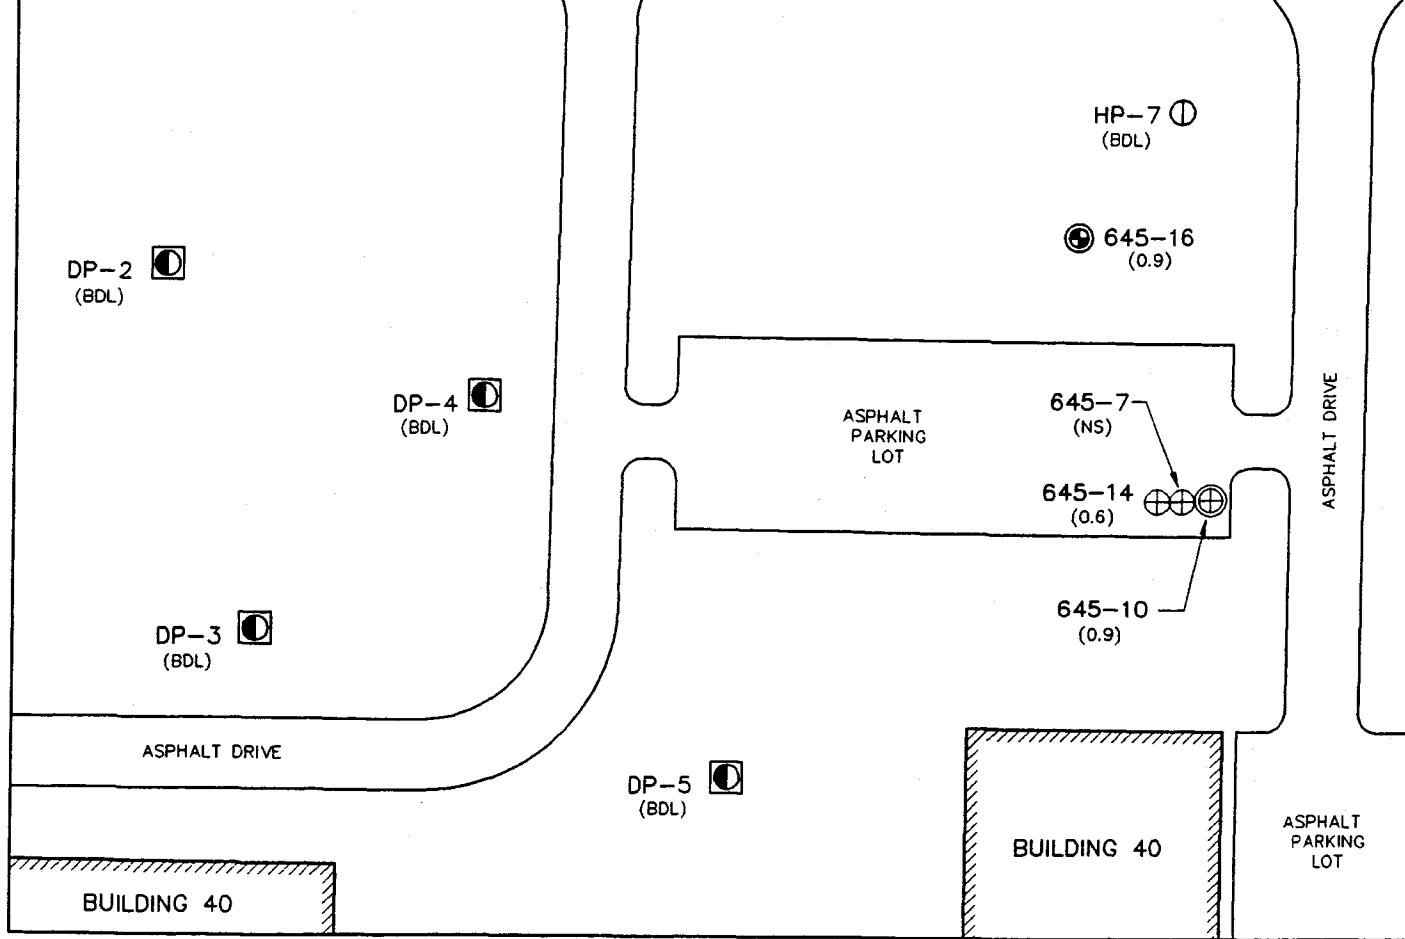 HP-7
(BDL)
645-16
(0.9)
DP-2
(BDL)
DP-4
(BDL)
ASPHALT
PARKING
LOT
645-7
(NS)
645-14
(0.6)
645-10
(0.9)
ASPHALT DRIVE
DP-3
(BDL)
ASPHALT DRIVE
DP-5
(BDL)
BUILDING 40
ASPHALT
PARKING
LOT
BUILDING 40